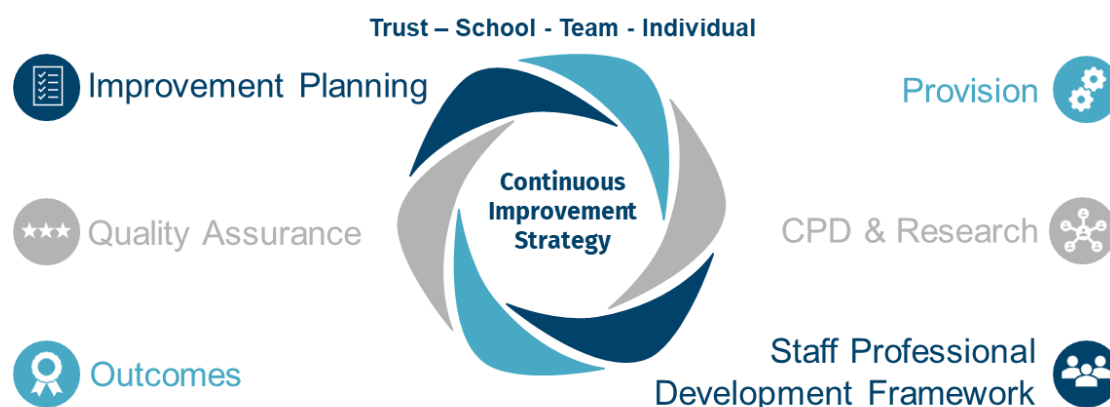 Trust – School - Team - Individual
Improvement Planning
Quality Assurance
Outcomes
Continuous
Improvement
Strategy
Provision
CPD & Research
Staff Professional
Development Framework